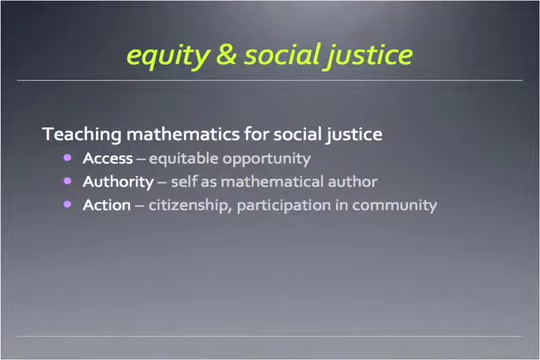 equity & social justice
Teaching mathematics for social justice
Access – equitable opportunity
Authority – self as mathematical author
Action – citizenship, participation in community